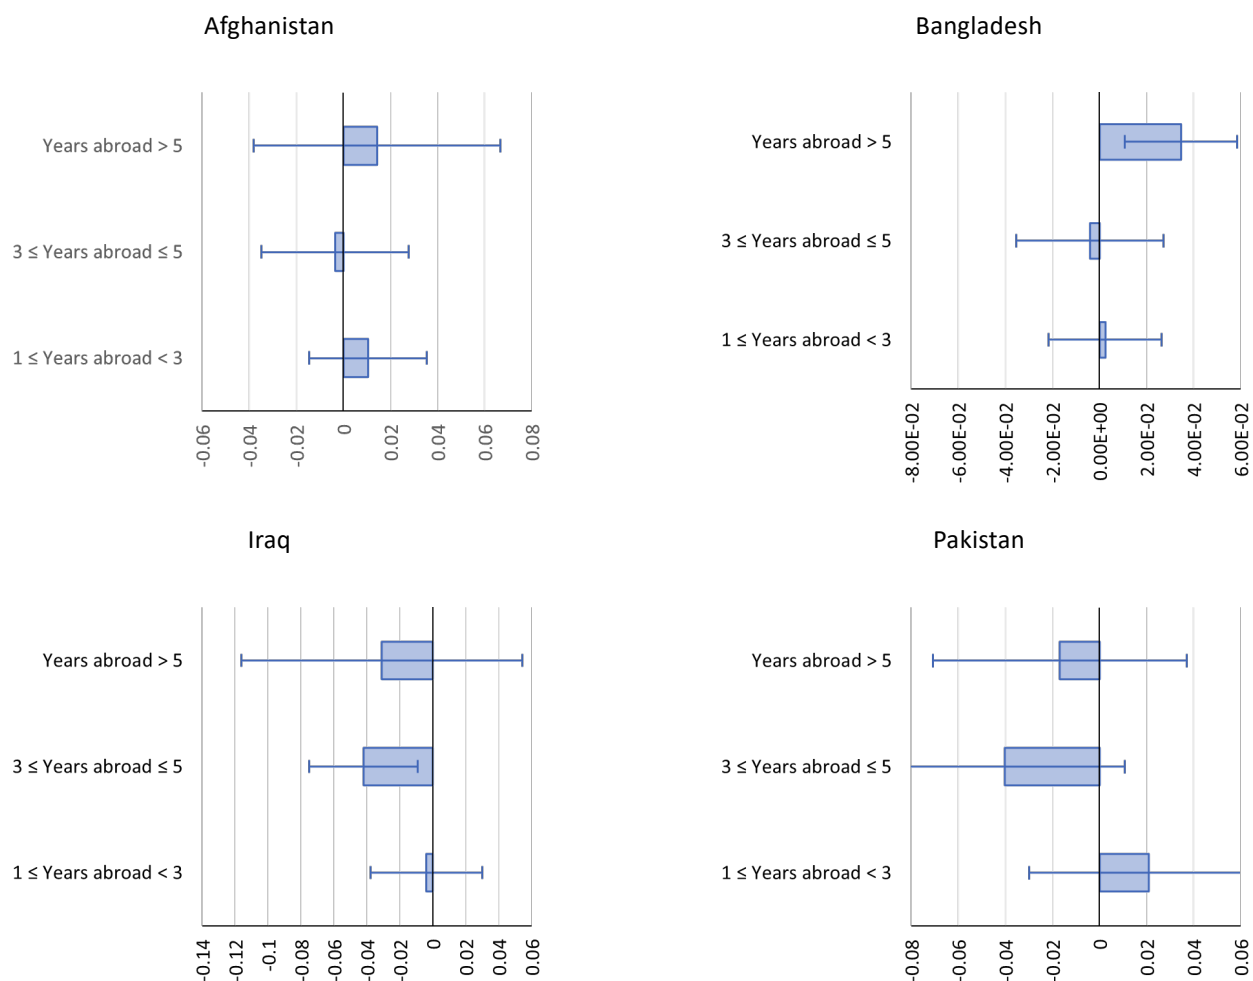 Afghanistan
Years abroad > 5
3 ≤ Years abroad ≤ 5
1 ≤ Years abroad < 3
-0.06
-0.04
-0.02
0
0.02
0.04
0.06
0.08
Bangladesh
Years abroad > 5
3 ≤ Years abroad ≤ 5
1 ≤ Years abroad < 3
-8.00E-02
-6.00E-02
-4.00E-02
-2.00E-02
0.00E+00
2.00E-02
4.00E-02
6.00E-02
Iraq
Years abroad > 5
3 ≤ Years abroad ≤ 5
1 ≤ Years abroad < 3
-0.14
-0.12
-0.1
-0.08
-0.06
-0.04
-0.02
0
0.02
0.04
0.06
Pakistan
Years abroad > 5
3 ≤ Years abroad ≤ 5
1 ≤ Years abroad < 3
-0.08
-0.06
-0.04
-0.02
0
0.02
0.04
0.06